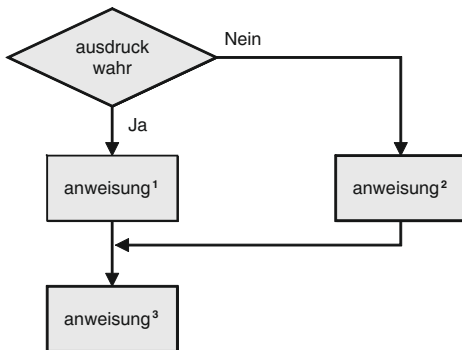 ausdruck
wahr
Nein
Ja
anweisung¹
anweisung²
anweisung³